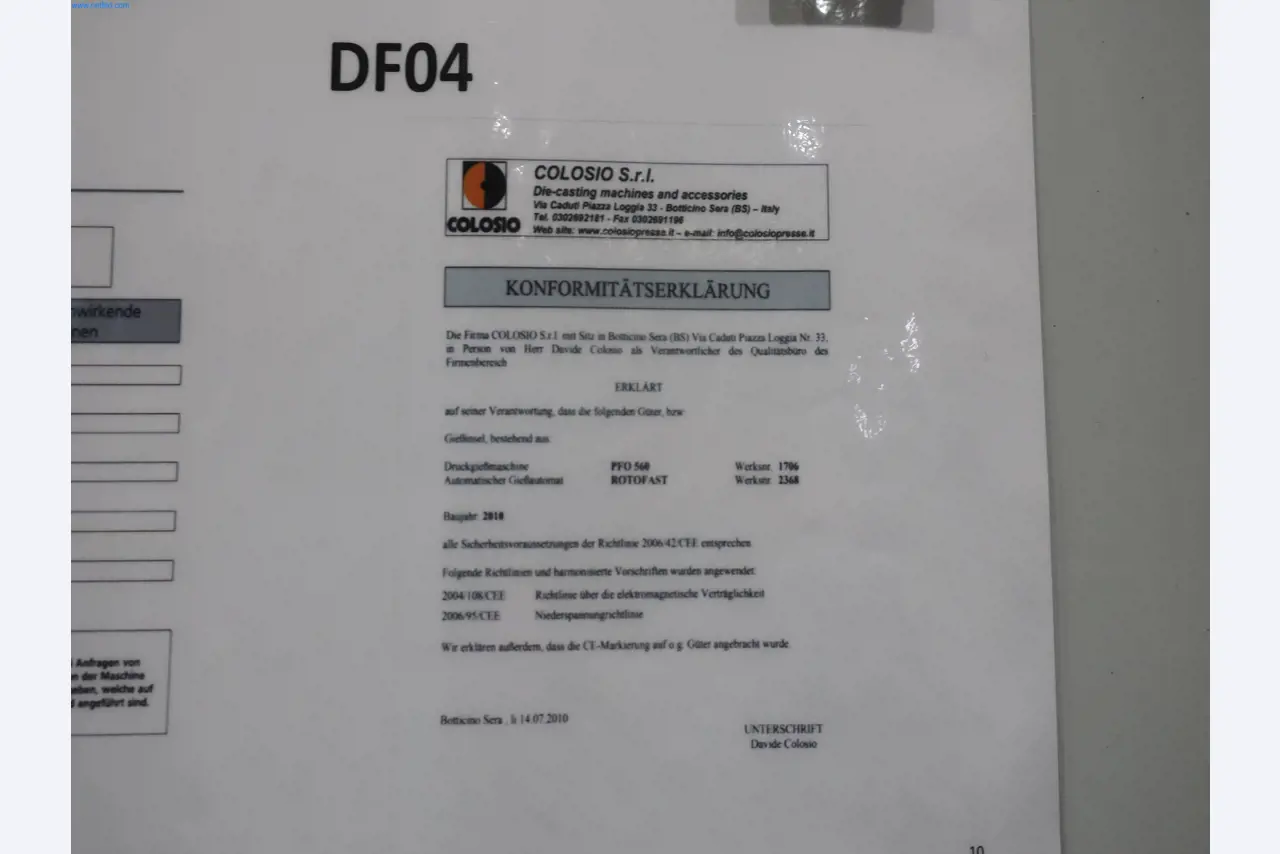 www.netbid.com
DF04
COLOSIO
COLOSIO S.r.l.
Die-casting machines and accessories
Via Caduti Piazza Loggia 33 - Botticino Sera (BS) – Italy
Tel. 0302692181 - Fax 0302691196
Web site: www.colosiopresse.it – e-mail: info@colosiopresse.it
KONFORMITÄTSERKLÄRUNG
Die Firma COLOSIO S.r.l. mit Sitz in Botticino Sera (BS) Via Caduti Piazza Loggia Nr. 33,
in Person von Herr Davide Colosio als Verantwortlicher des Qualitätsbüro des
Firmenbereich
ERKLÄRT
auf seiner Verantwortung, dass die folgenden Güter, bzw
Gießinsel, bestehend aus
Druckgießmaschine PFO 560 Werksnr. 1706
Automatischer Gießautomat ROTOFAST Werksnr. 2368
Baujahr: 2010
alle Sicherheitsvoraussetzungen der Richtlinie 2006/42/CEE entsprechen
Folgende Richtlinien und harmonisierte Vorschriften wurden angewendet
2004/108/CEE Richtlinie über die elektromagnetische Verträglichkeit
2006/95/CEE Niederspannungrichtlinie
Wir erklären außerdem, dass die CE-Markierung auf o.g. Güter angebracht wurde.
Botticino Sera , li 14.07.2010
UNTERSCHRIFT
Davide Colosio
10
wirkende
nen
Anfragen von
n der Maschine
eben, welche auf
angeführt sind.